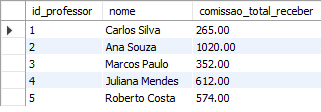 id_professor nome comissao_total_receber
1 Carlos Silva 265.00
2 Ana Souza 1020.00
3 Marcos Paulo 352.00
4 Juliana Mendes 612.00
5 Roberto Costa 574.00